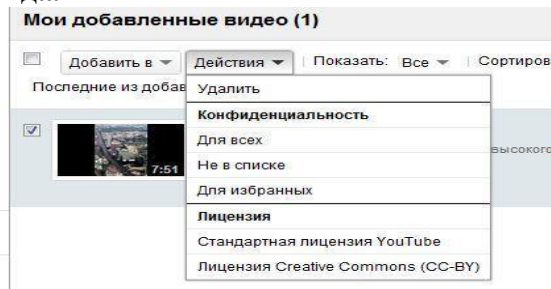 Мои добавленные видео (1)
Добавить в Действия Показать: Все Сортиров
Последние из добав
Удалить
Конфиденциальность
Для всех
высокого
7:51
Не в списке
Для избранных
Лицензия
Стандартная лицензия YouTube
Лицензия Creative Commons (CC-BY)